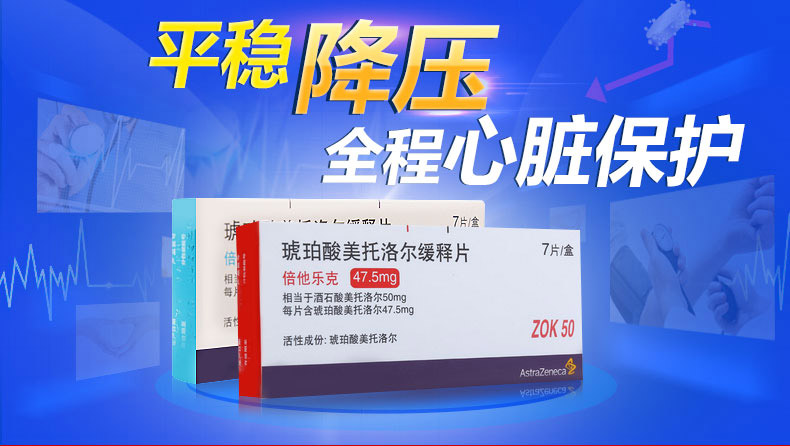 平稳降压
全程心脏保护
7片/盒
琥珀酸美托洛尔缓释片
7片/盒
倍他乐克 47.5mg
相当于酒石酸美托洛尔50mg
每片含琥珀酸美托洛尔47.5mg
ZOK 50
活性成份: 琥珀酸美托洛尔
AstraZeneca